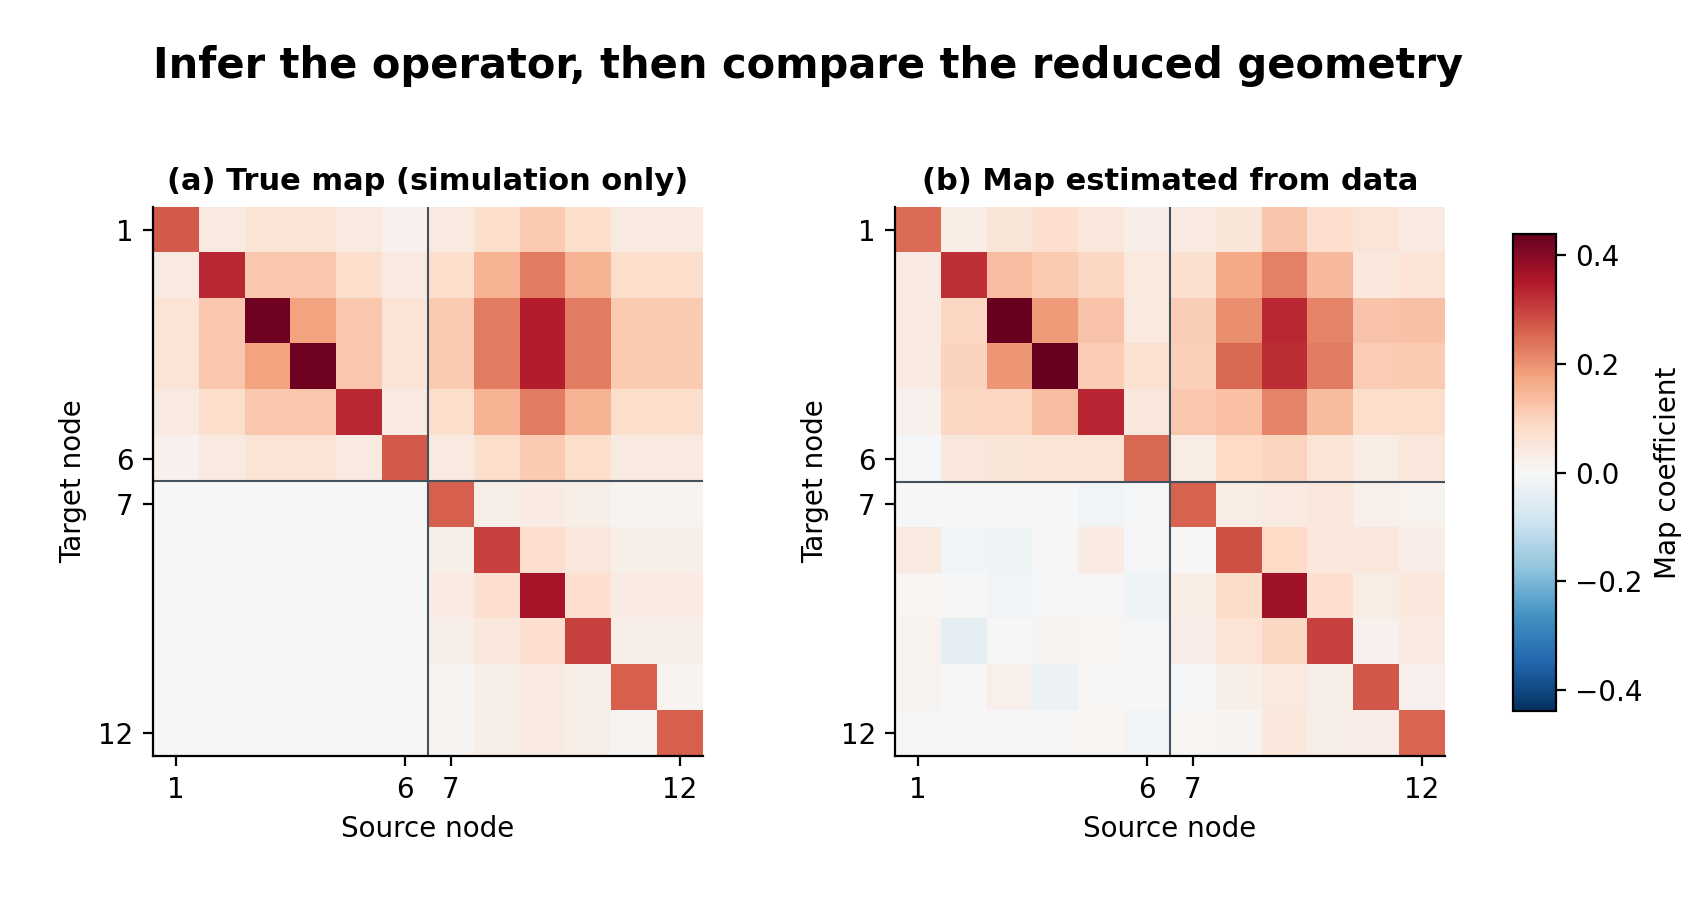 Infer the operator, then compare the reduced geometry
(a) True map (simulation only)
1
6
7
12
Target node
1
6
7
12
Source node
(b) Map estimated from data
1
6
7
12
Target node
1
6
7
12
Source node
0.4
0.2
0.0
−0.2
−0.4
Map coefficient